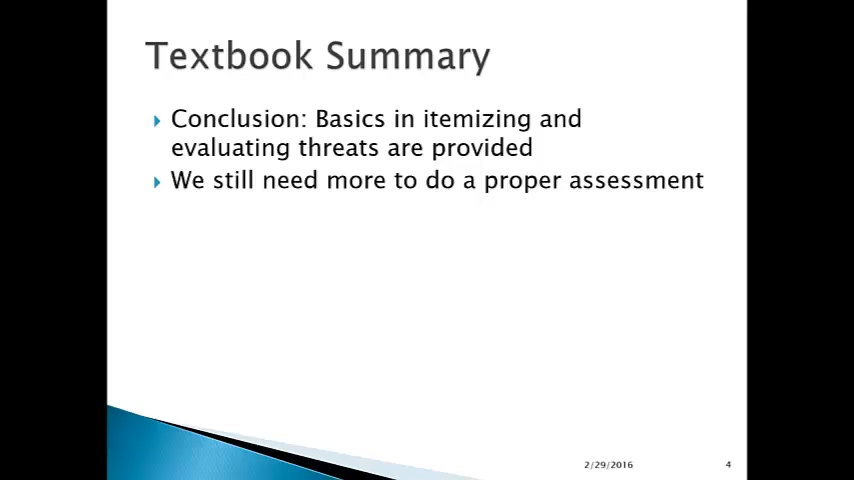 Textbook Summary
Conclusion: Basics in itemizing and
evaluating threats are provided
We still need more to do a proper assessment
2/29/2016
4